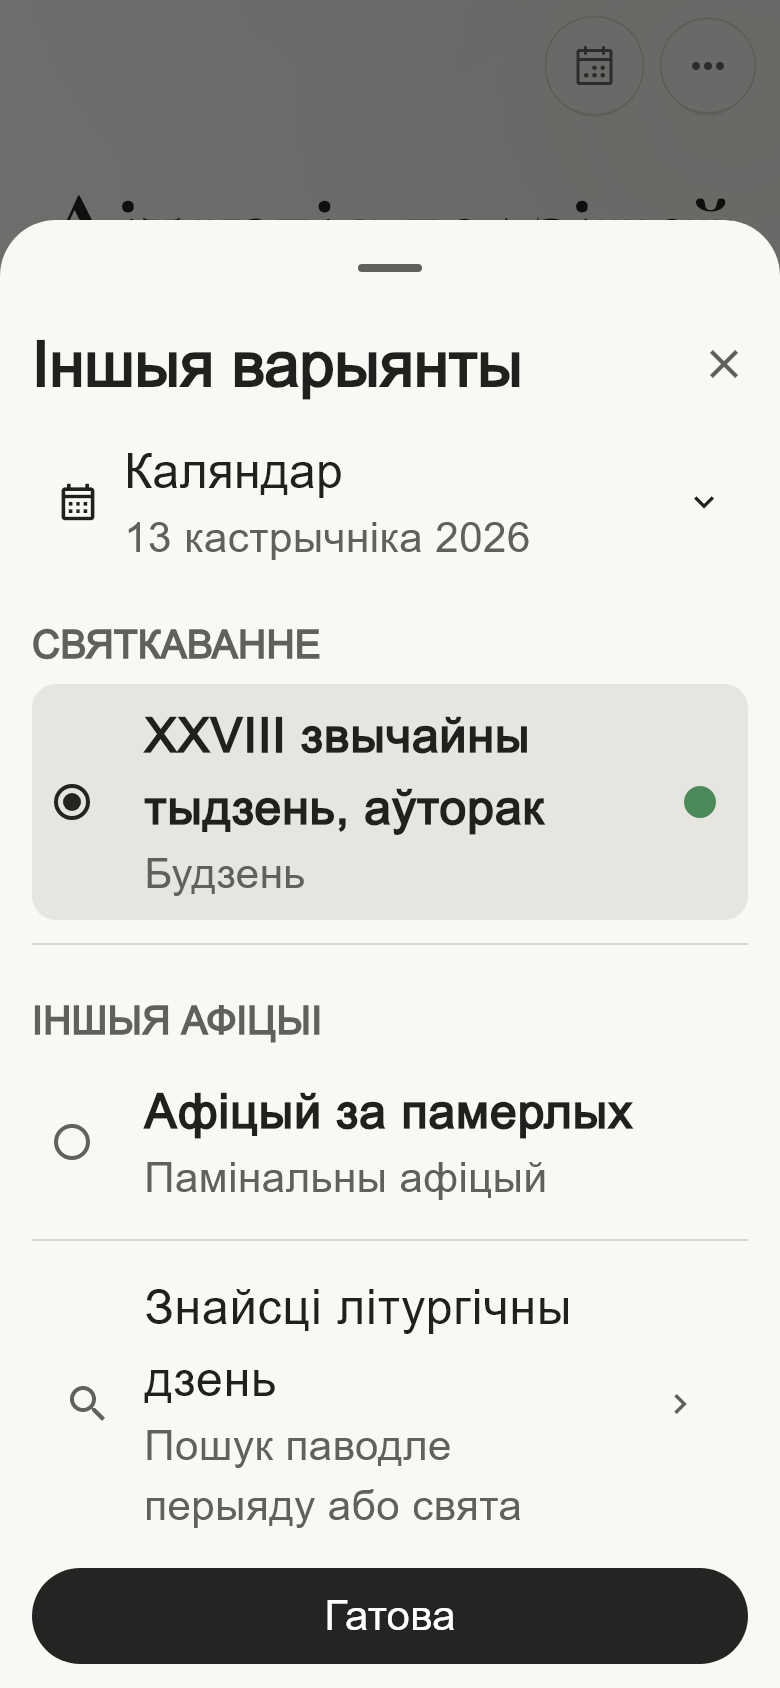 Іншыя варыянты
Каляндар
13 кастрычніка 2026
СВЯТКАВАННЕ
XXVIII звычайны
тыдзень, аўторак
Будзень
ІНШЫЯ АФІЦЫІ
Афіцый за памерлых
Памінальны афіцый
Знайсці літургічны
дзень
Пошук паводле
перыяду або свята
Гатова